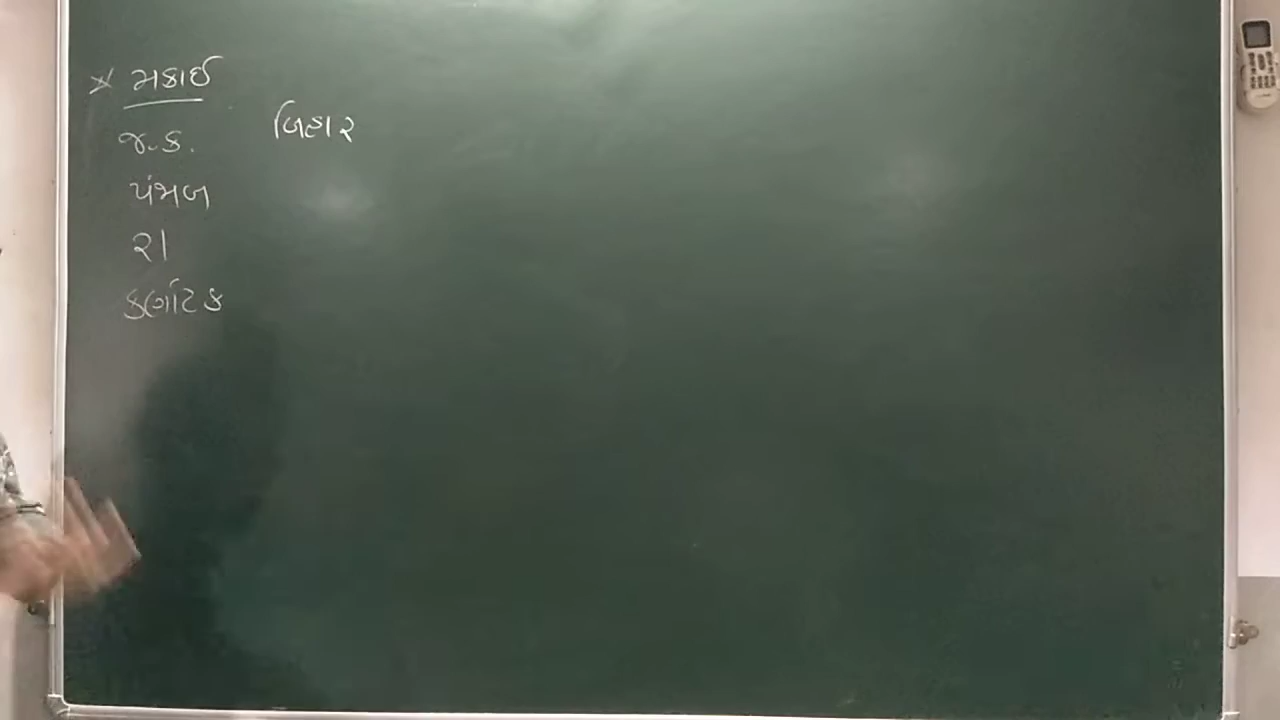 * મકાઈ
જ.ક.
પંજાબ
રા
કર્ણાટક
બિહાર